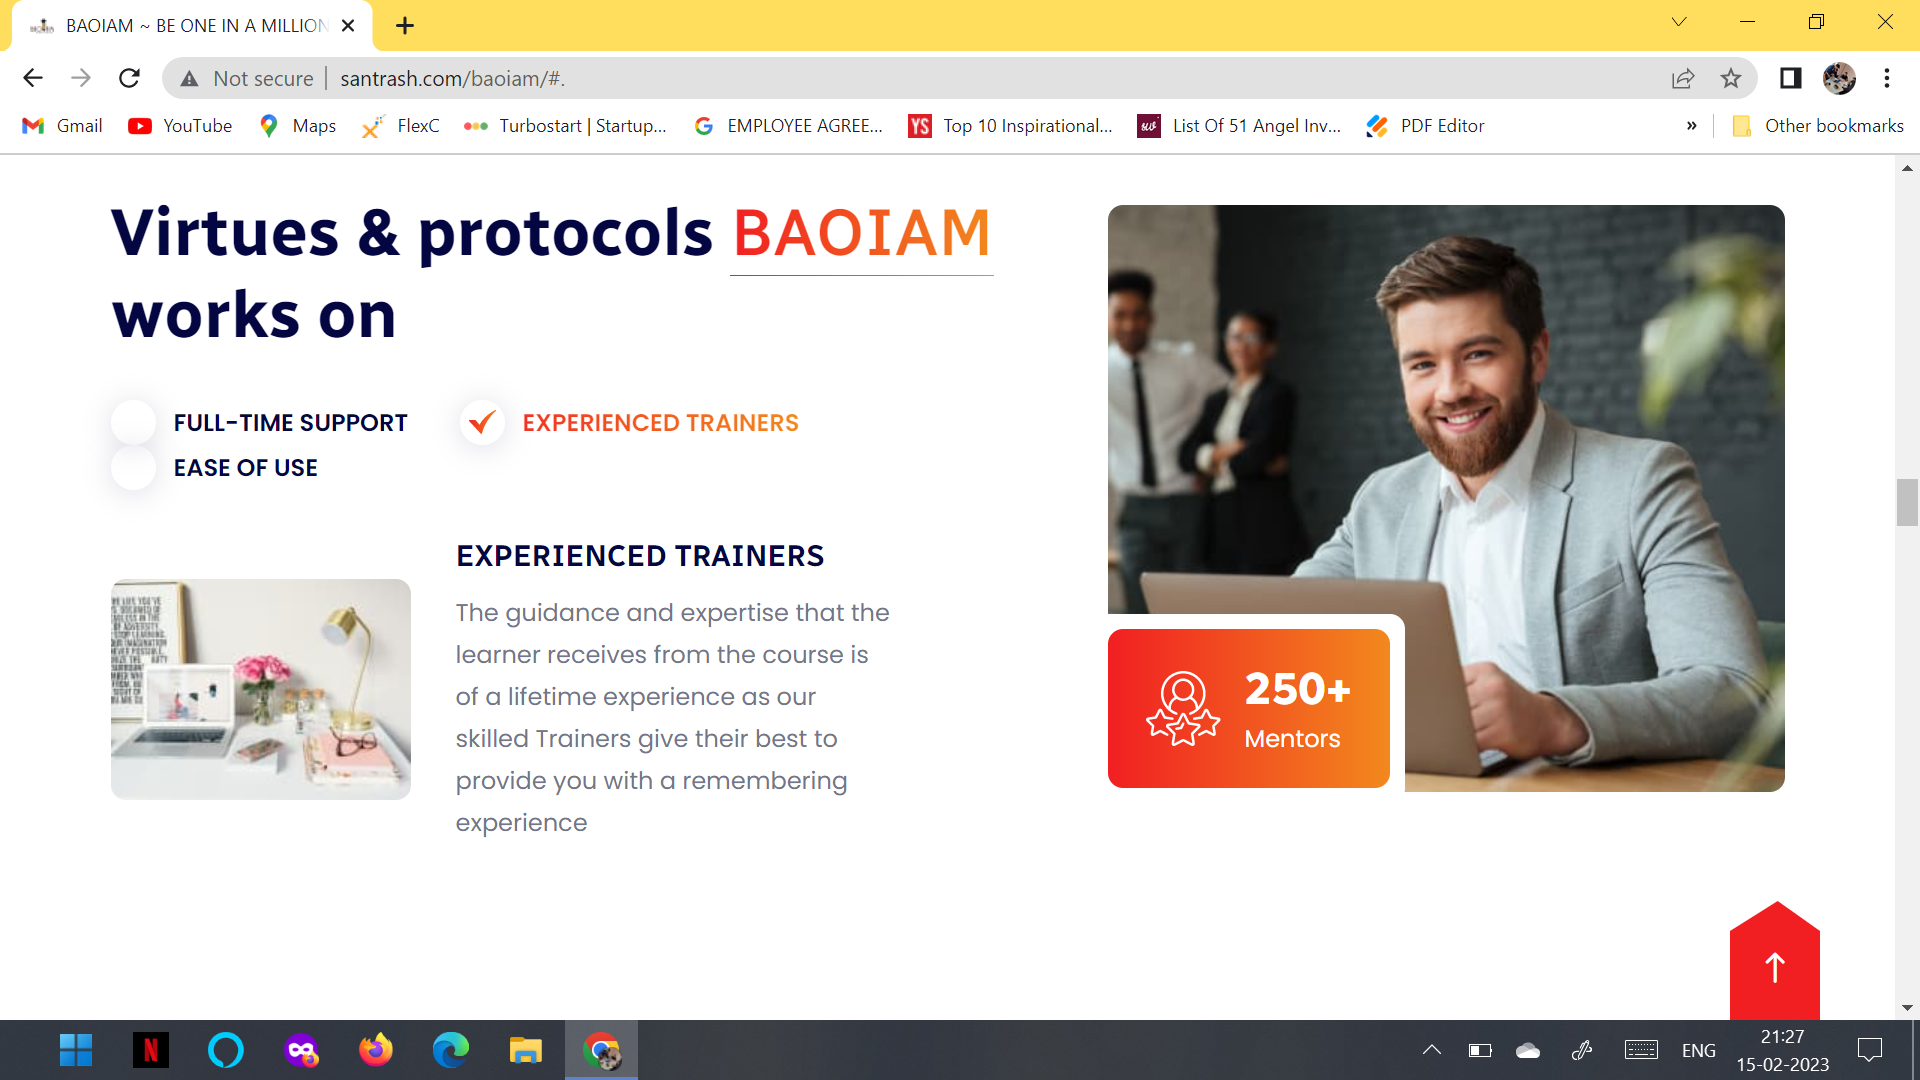 BAOIAM ~ BE ONE IN A MILLION
Not secure
santrash.com/baoiam/#.
Gmail
YouTube
Maps
FlexC
Turbostart | Startup...
EMPLOYEE AGREE...
YS
Top 10 Inspirational...
List Of 51 Angel Inv...
PDF Editor
»
Other bookmarks
Virtues & protocols BAOIAM
works on
FULL-TIME SUPPORT
EXPERIENCED TRAINERS
EASE OF USE
EXPERIENCED TRAINERS
The guidance and expertise that the
learner receives from the course is
of a lifetime experience as our
skilled Trainers give their best to
provide you with a remembering
experience
250+
Mentors
N
ENG
21:27
15-02-2023